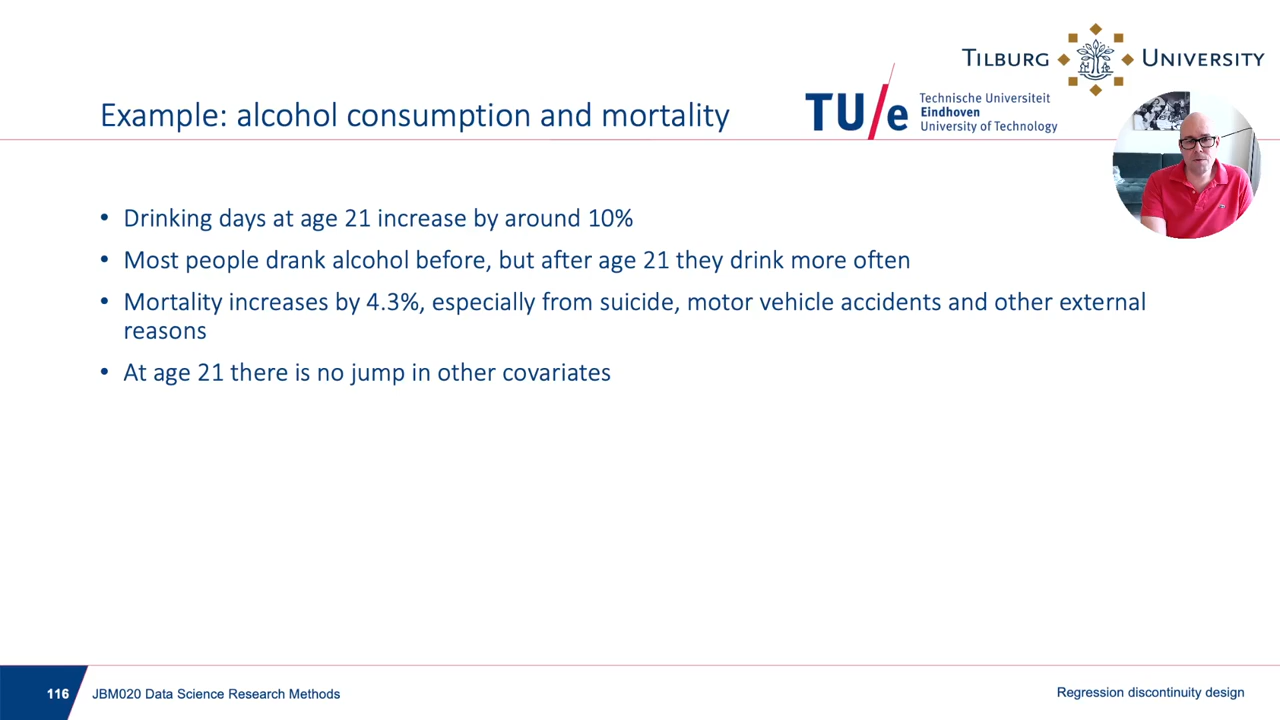 TILBURG UNIVERSITY
Example: alcohol consumption and mortality
TU/e Technische Universiteit
Eindhoven
University of Technology
• Drinking days at age 21 increase by around 10%
• Most people drank alcohol before, but after age 21 they drink more often
• Mortality increases by 4.3%, especially from suicide, motor vehicle accidents and other external
reasons
• At age 21 there is no jump in other covariates
116 JBM020 Data Science Research Methods
Regression discontinuity design